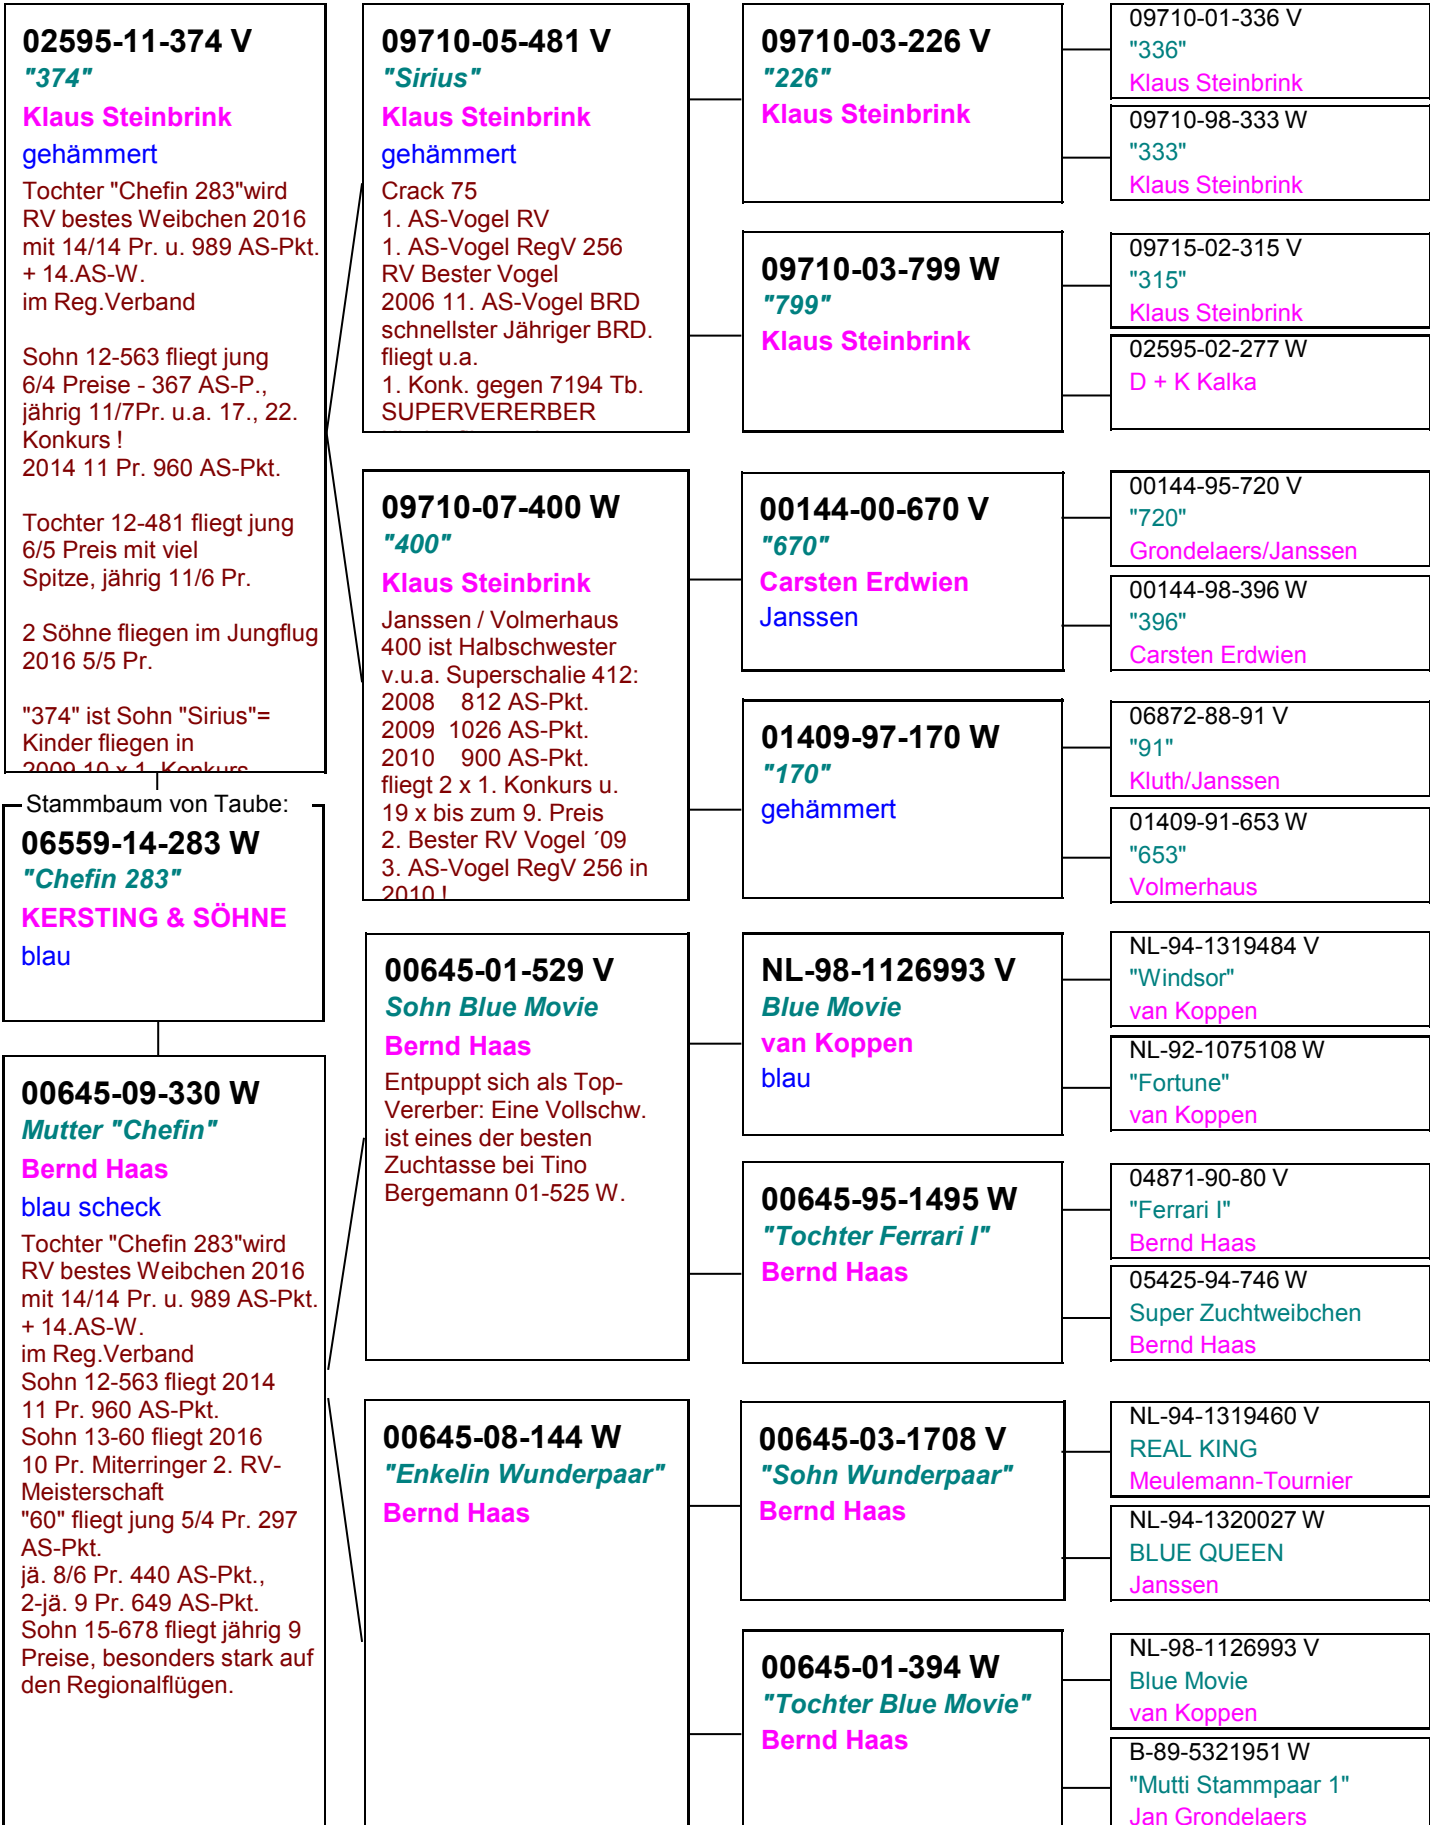 02595-11-374 V
"374"
Klaus Steinbrink
gehämmert
Tochter "Chefin 283"wird
RV bestes Weibchen 2016
mit 14/14 Pr. u. 989 AS-Pkt.
+ 14.AS-W.
im Reg.Verband
Sohn 12-563 fliegt jung
6/4 Preise - 367 AS-P.,
jährig 11/7Pr. u.a. 17., 22.
Konkurs !
2014 11 Pr. 960 AS-Pkt.
Tochter 12-481 fliegt jung
6/5 Preis mit viel
Spitze, jährig 11/6 Pr.
2 Söhne fliegen im Jungflug
2016 5/5 Pr.
"374" ist Sohn "Sirius"=
Kinder fliegen in
2009 10 x 1. Konkurs
Stammbaum von Taube:
06559-14-283 W
"Chefin 283"
KERSTING & SÖHNE
blau
00645-09-330 W
Mutter "Chefin"
Bernd Haas
blau scheck
Tochter "Chefin 283"wird
RV bestes Weibchen 2016
mit 14/14 Pr. u. 989 AS-Pkt.
+ 14.AS-W.
im Reg.Verband
Sohn 12-563 fliegt 2014
11 Pr. 960 AS-Pkt.
Sohn 13-60 fliegt 2016
10 Pr. Miterringer 2. RV-
Meisterschaft
"60" fliegt jung 5/4 Pr. 297
AS-Pkt.
jä. 8/6 Pr. 440 AS-Pkt.,
2-jä. 9 Pr. 649 AS-Pkt.
Sohn 15-678 fliegt jährig 9
Preise, besonders stark auf
den Regionalflügen.
09710-05-481 V
"Sirius"
Klaus Steinbrink
gehämmert
Crack 75
1. AS-Vogel RV
1. AS-Vogel RegV 256
RV Bester Vogel
2006 11. AS-Vogel BRD
schnellster Jähriger BRD.
fliegt u.a.
1. Konk. gegen 7194 Tb.
SUPERVERERBER
09710-07-400 W
"400"
Klaus Steinbrink
Janssen / Volmerhaus
400 ist Halbschwester
v.u.a. Superschalie 412:
2008 812 AS-Pkt.
2009 1026 AS-Pkt.
2010 900 AS-Pkt.
fliegt 2 x 1. Konkurs u.
19 x bis zum 9. Preis
2. Bester RV Vogel ´09
3. AS-Vogel RegV 256 in
2010 !
00645-01-529 V
Sohn Blue Movie
Bernd Haas
Entpuppt sich als Top-
Vererber: Eine Vollschw.
ist eines der besten
Zuchtasse bei Tino
Bergemann 01-525 W.
00645-08-144 W
"Enkelin Wunderpaar"
Bernd Haas
09710-03-226 V
"226"
Klaus Steinbrink
09710-03-799 W
"799"
Klaus Steinbrink
00144-00-670 V
"670"
Carsten Erdwien
Janssen
01409-97-170 W
"170"
gehämmert
NL-98-1126993 V
Blue Movie
van Koppen
blau
00645-95-1495 W
"Tochter Ferrari I"
Bernd Haas
00645-03-1708 V
"Sohn Wunderpaar"
Bernd Haas
00645-01-394 W
"Tochter Blue Movie"
Bernd Haas
09710-01-336 V
"336"
Klaus Steinbrink
09710-98-333 W
"333"
Klaus Steinbrink
09715-02-315 V
"315"
Klaus Steinbrink
02595-02-277 W
D + K Kalka
00144-95-720 V
"720"
Grondelaers/Janssen
00144-98-396 W
"396"
Carsten Erdwien
06872-88-91 V
"91"
Kluth/Janssen
01409-91-653 W
"653"
Volmerhaus
NL-94-1319484 V
"Windsor"
van Koppen
NL-92-1075108 W
"Fortune"
van Koppen
04871-90-80 V
"Ferrari I"
Bernd Haas
05425-94-746 W
Super Zuchtweibchen
Bernd Haas
NL-94-1319460 V
REAL KING
Meulemann-Tournier
NL-94-1320027 W
BLUE QUEEN
Janssen
NL-98-1126993 V
Blue Movie
van Koppen
B-89-5321951 W
"Mutti Stammpaar 1"
Jan Grondelaers